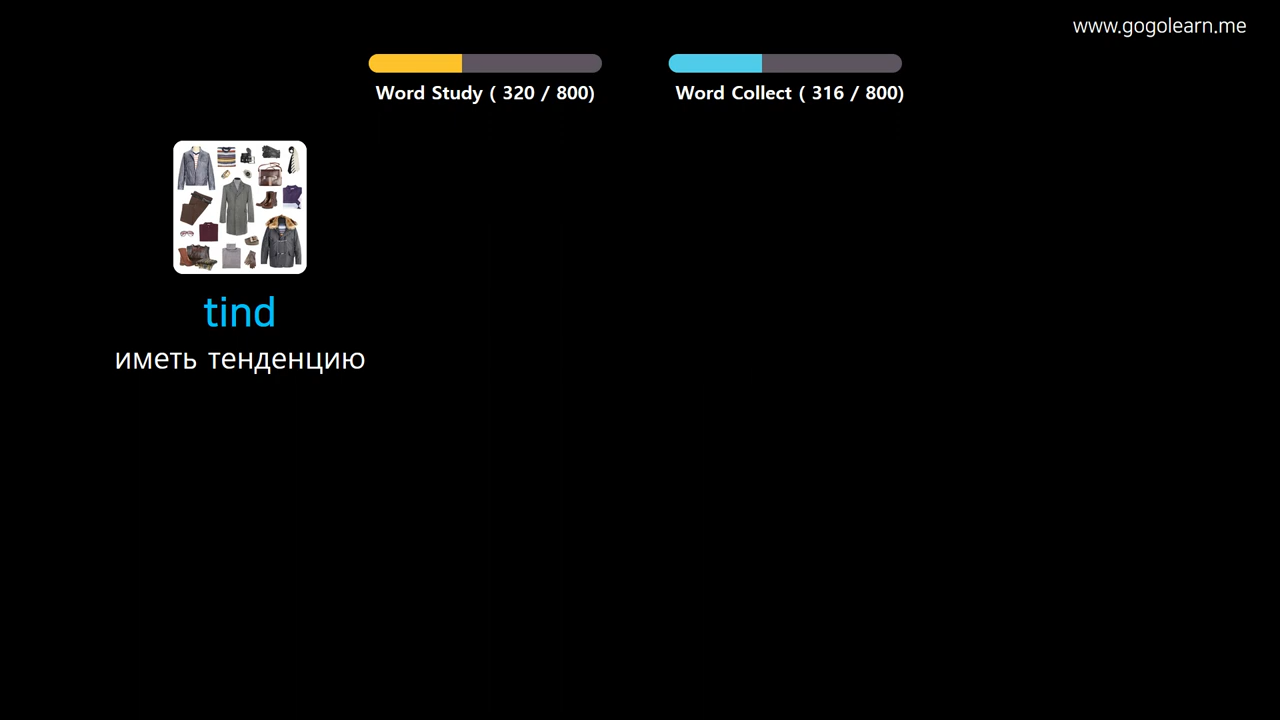 www.gogolearn.me
Word Study ( 320 / 800)
Word Collect ( 316 / 800)
tind
иметь тенденцию